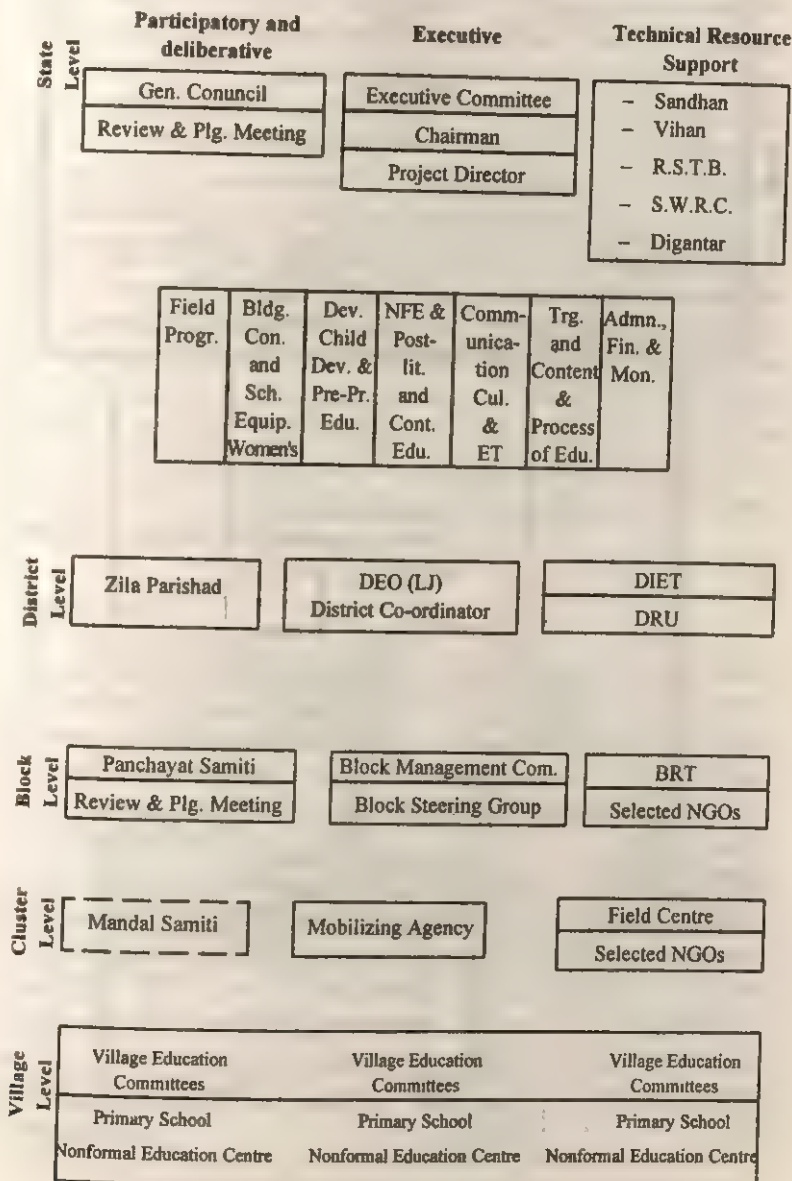 State
Level
Participatory and
deliberative
Executive
Technical Resource
Support
Gen. Conuncil
Review & Plg. Meeting
Executive Committee
Chairman
Project Director
– Sandhan
– Vihan
– R.S.T.B.
– S.W.R.C.
– Digantar
Field
Progr.
Bldg.
Con.
and
Sch.
Equip.
Women's
Dev.
Child
Dev. &
Pre-Pr.
Edu.
NFE &
Post-
lit.
and
Cont.
Edu.
Comm-
unica-
tion
Cul.
&
ET
Trg.
and
Content
&
Process
of Edu.
Admn.,
Fin. &
Mon.
District
Level
Zila Parishad
DEO (LJ)
District Co-ordinator
DIET
DRU
Block
Level
Panchayat Samiti
Review & Plg. Meeting
Block Management Com.
Block Steering Group
BRT
Selected NGOs
Cluster
Level
Mandal Samiti
Mobilizing Agency
Field Centre
Selected NGOs
Village
Level
Village Education
Committees
Village Education
Committees
Village Education
Committees
Primary School
Primary School
Primary School
Nonformal Education Centre
Nonformal Education Centre
Nonformal Education Centre